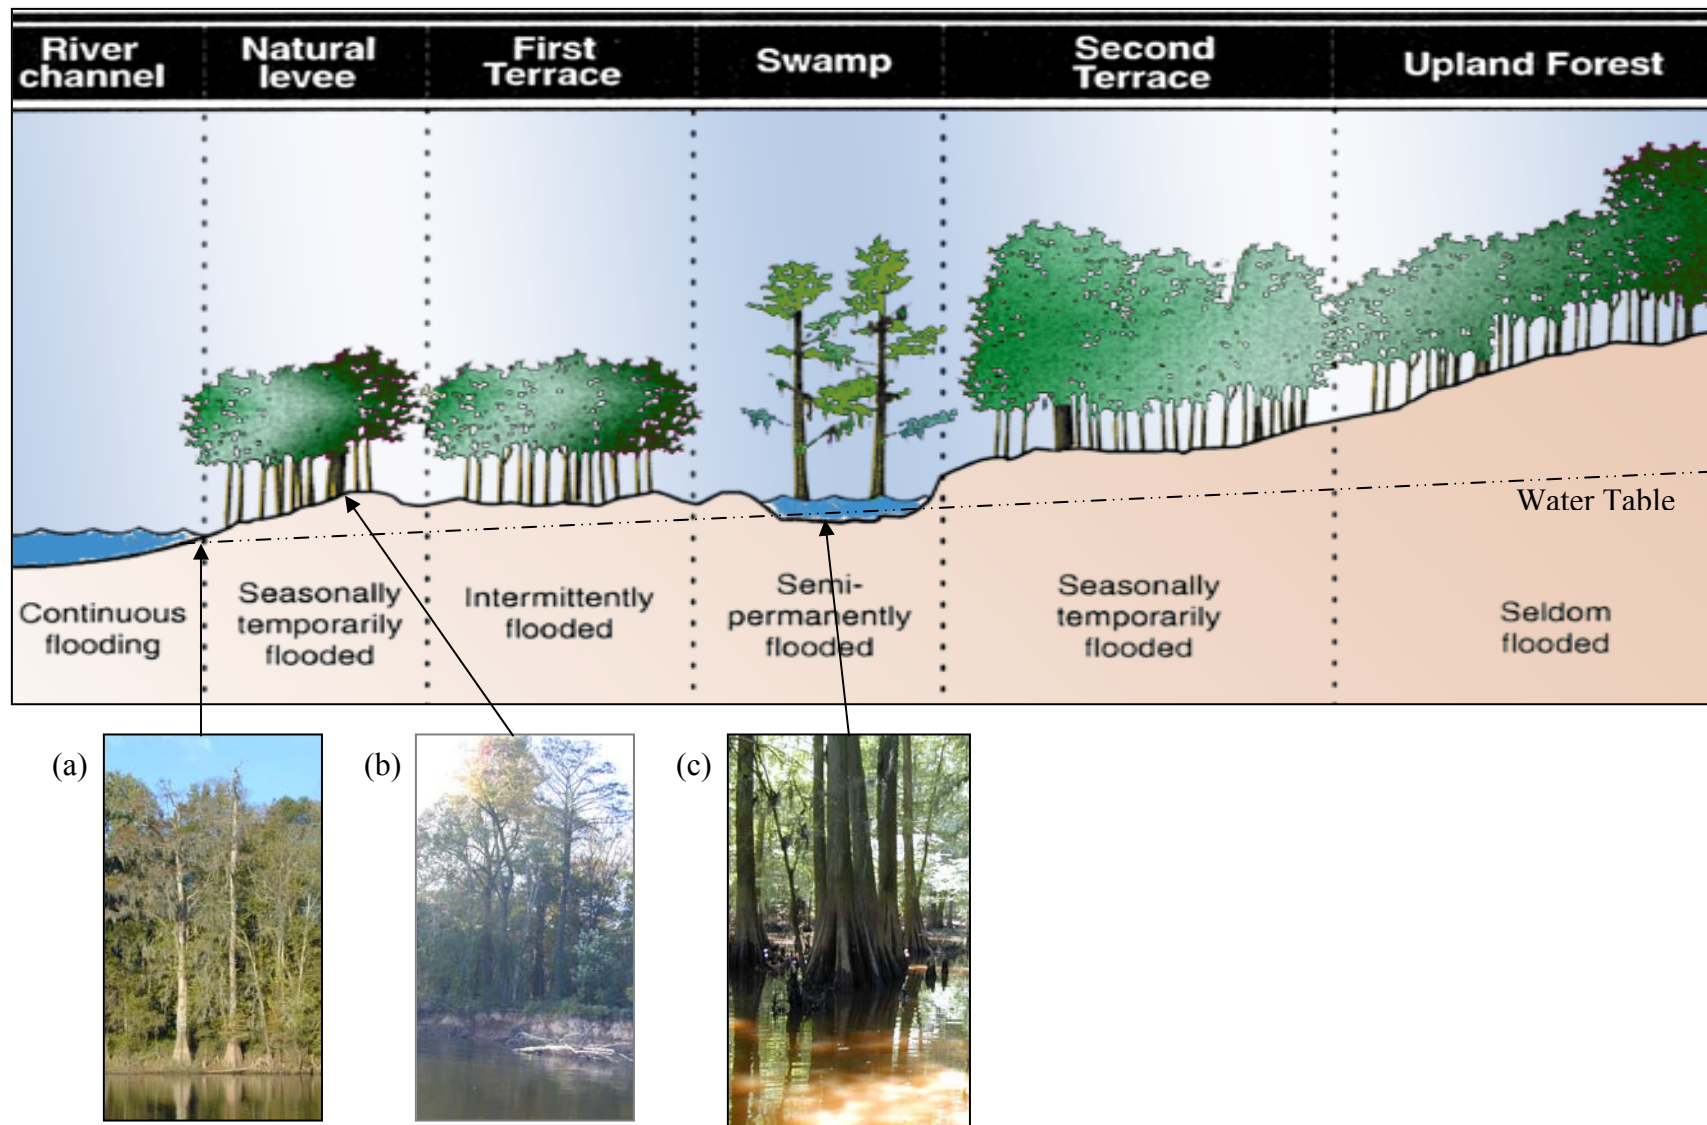 River
channel
Natural
levee
First
Terrace
Swamp
Second
Terrace
Upland Forest
Water Table
Continuous
flooding
Seasonally
temporarily
flooded
Intermittently
flooded
Semi-
permanently
flooded
Seasonally
temporarily
flooded
Seldom
flooded
(a)
(b)
(c)